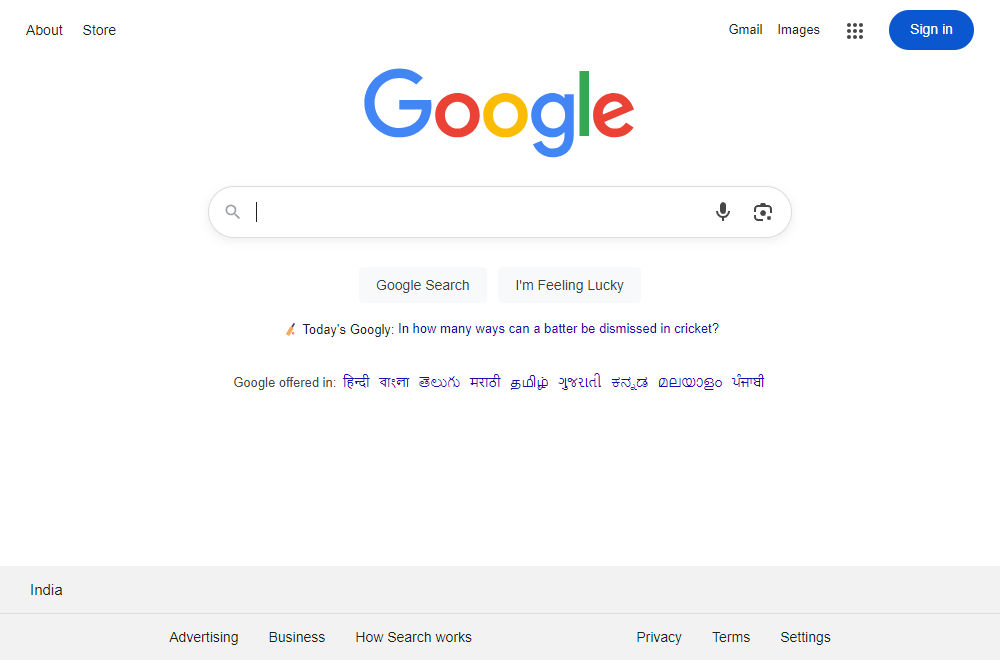 About Store Gmail Images Sign in
Google
Google Search I'm Feeling Lucky
Today's Googly: In how many ways can a batter be dismissed in cricket?
Google offered in: हिन्दी বাংলা తెలుగు मराठी தமிழ் ગુજરાતી ಕನ್ನಡ മലയാളം ਪੰਜਾਬੀ
India
Advertising Business How Search works Privacy Terms Settings